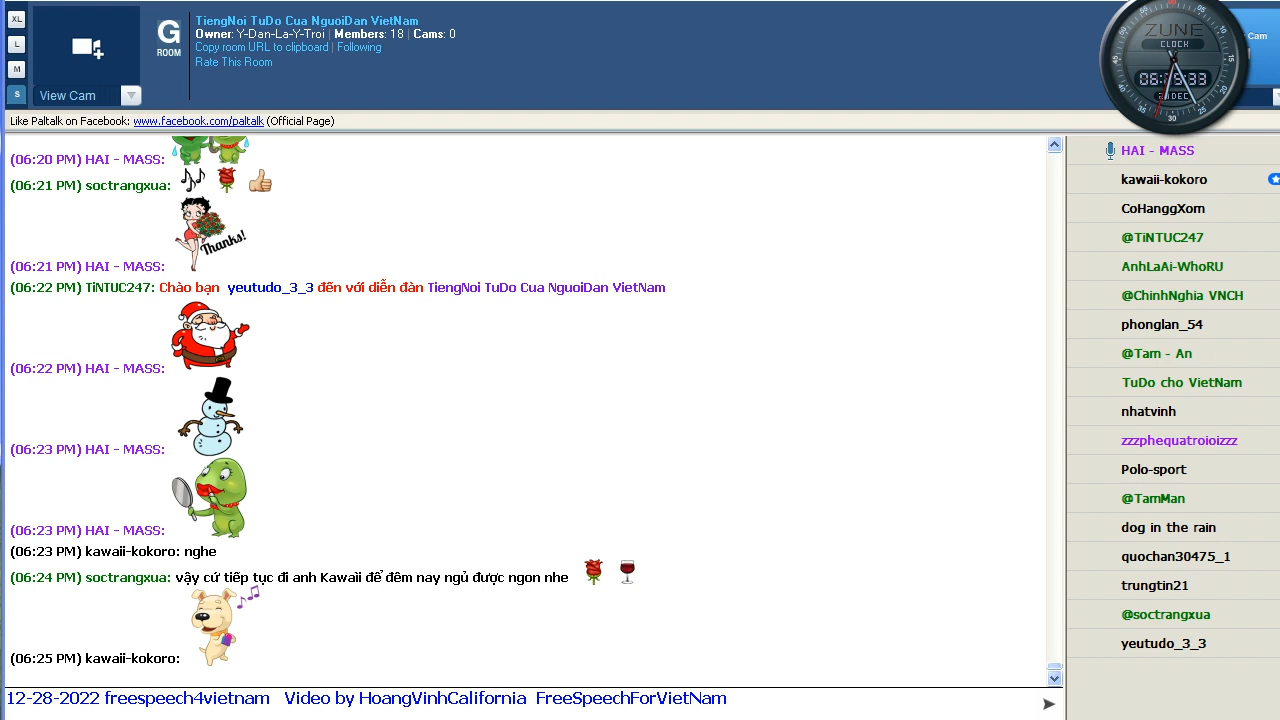 XL
L
M
S
View Cam
G
ROOM
TiengNoi TuDo Cua NguoiDan VietNam
Owner: Y-Dan-La-Y-Troi | Members: 18 | Cams: 0
Copy room URL to clipboard | Following
Rate This Room
ZUNE
CLOCK
Cam
Like Paltalk on Facebook: www.facebook.com/paltalk (Official Page)
(06:20 PM) HAI - MASS:
(06:21 PM) soctrangxua:
Thanks!
(06:21 PM) HAI - MASS:
(06:22 PM) TiNTUC247: Chào bạn yeutudo_3_3 đến với diễn đàn TiengNoi TuDo Cua NguoiDan VietNam
(06:22 PM) HAI - MASS:
(06:23 PM) HAI - MASS:
(06:23 PM) HAI - MASS:
(06:23 PM) kawaii-kokoro: nghe
(06:24 PM) soctrangxua: vậy cứ tiếp tục đi anh Kawaii để đêm nay ngủ được ngon nhe
(06:25 PM) kawaii-kokoro:
12-28-2022 freespeech4vietnam Video by HoangVinhCalifornia FreeSpeechForVietNam
HAI - MASS
kawaii-kokoro
CoHanggXom
@TiNTUC247
AnhLaAi-WhoRU
@ChinhNghia VNCH
phonglan_54
@Tam - An
TuDo cho VietNam
nhatvinh
zzzphequatroioizzz
Polo-sport
@TamMan
dog in the rain
quochan30475_1
trungtin21
@soctrangxua
yeutudo_3_3